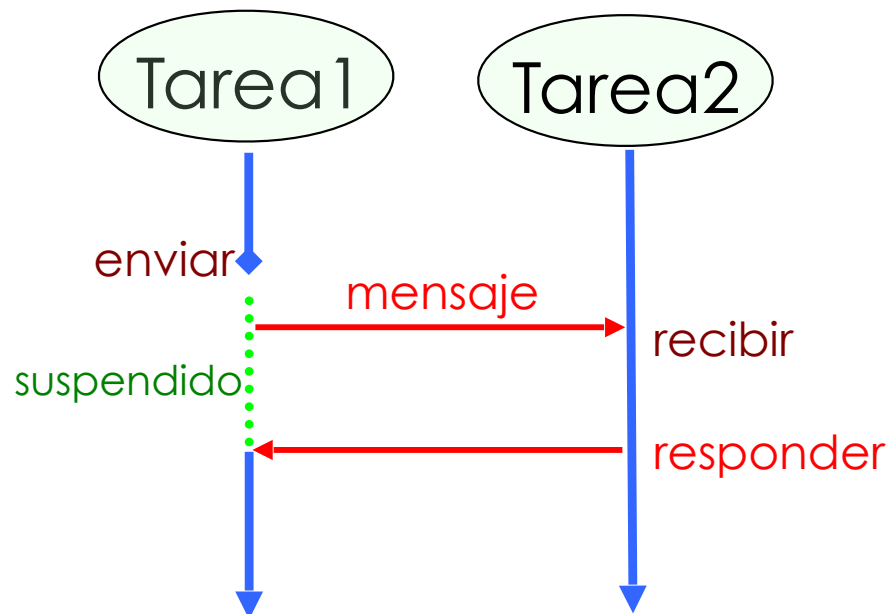 Tarea1
Tarea2
enviar
mensaje
recibir
suspendido
responder